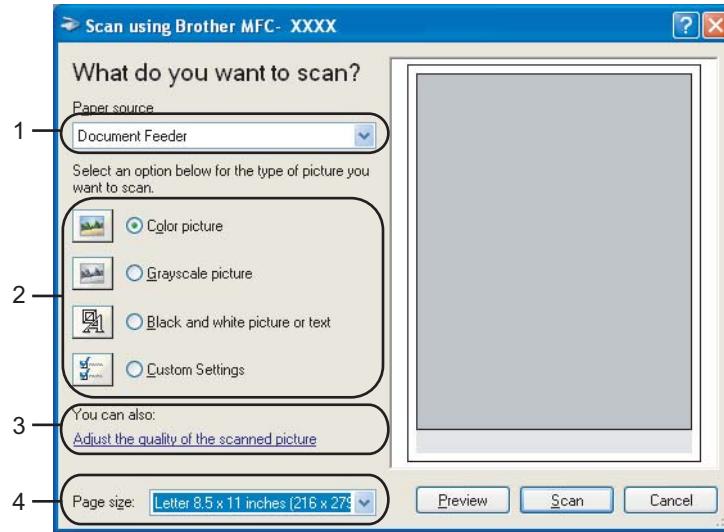 Scan using Brother MFC- XXXX
What do you want to scan?
Paper source
1
Document Feeder
Select an option below for the type of picture you
want to scan.
2
Color picture
Grayscale picture
Black and white picture or text
Custom Settings
3
You can also:
Adjust the quality of the scanned picture
4
Page size:
Letter 8.5 x 11 inches (216 x 279
Preview
Scan
Cancel